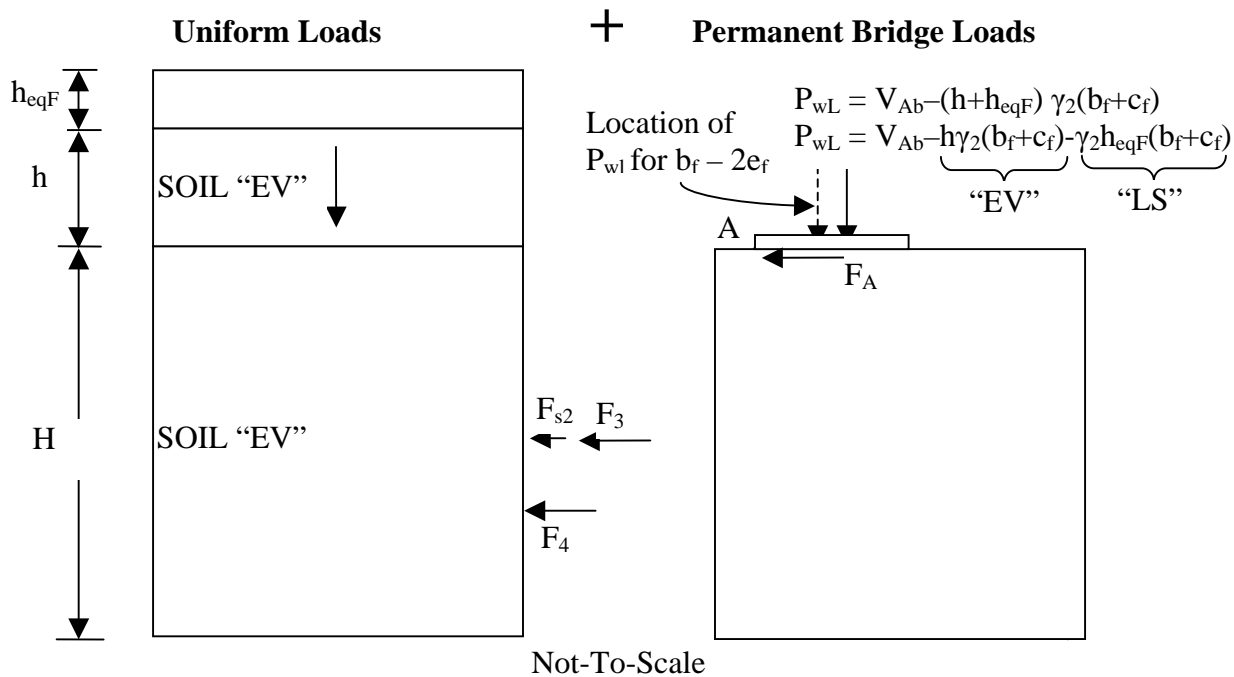 Uniform Loads + Permanent Bridge Loads
h_eqF
P_wL = V_Ab–(h+h_eqF) γ_2(b_f+c_f)
P_wL = V_Ab–hγ_2(b_f+c_f)-γ_2h_eqF(b_f+c_f)
Location of
P_wl for b_f – 2e_f
"EV" "LS"
h
SOIL “EV”
A
F_A
H
SOIL “EV”
F_s2 F_3
F_4
Not-To-Scale